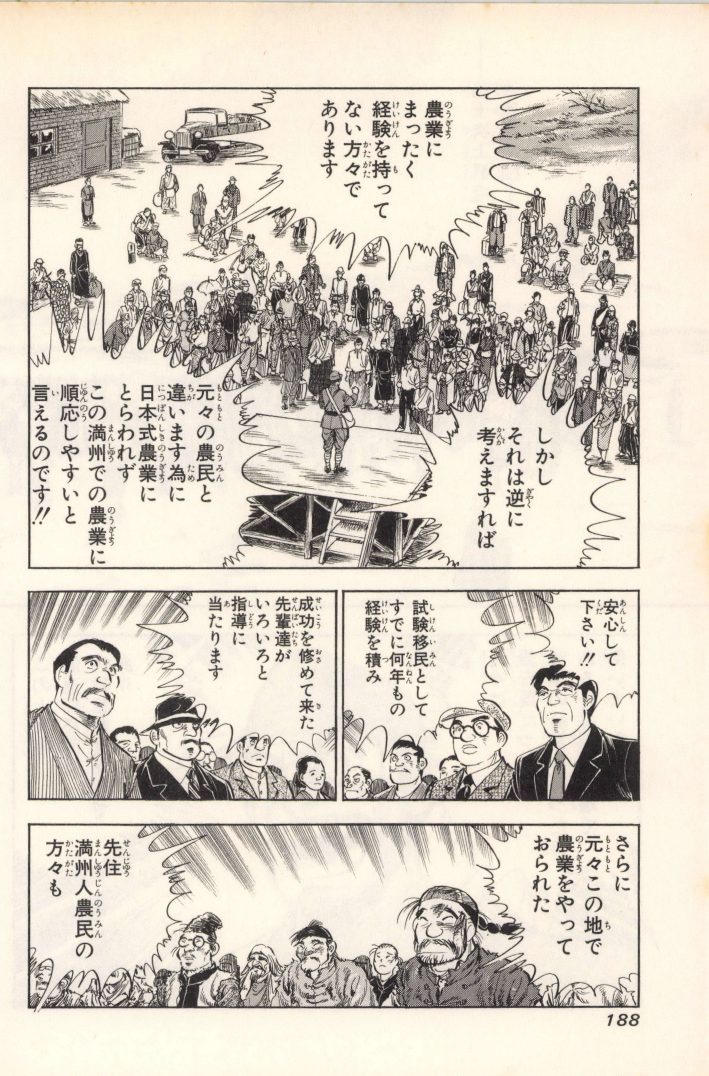 農業に
まったく
経験を持って
ない方々で
あります
しかし
それは逆に
考えますれば
元々の農民と
違います為に
日本式農業に
とらわれず
この満州での農業に
順応しやすいと
言えるのです!!
安心して
下さい!!
試験移民として
すでに何年もの
経験を積み
成功を修めて来た
先輩達が
いろいろと
指導に
当たります
さらに
元々この地で
農業をやって
おられた
先住
満州人農民の
方々も
188